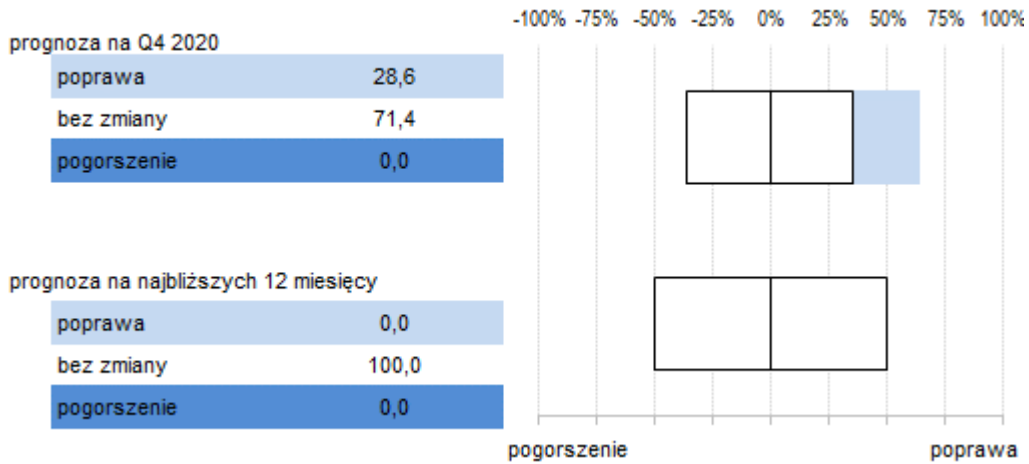 -100% -75% -50% -25% 0% 25% 50% 75% 100%
prognoza na Q4 2020
poprawa 28,6
bez zmiany 71,4
pogorszenie 0,0
prognoza na najbliższych 12 miesięcy
poprawa 0,0
bez zmiany 100,0
pogorszenie 0,0
pogorszenie poprawa